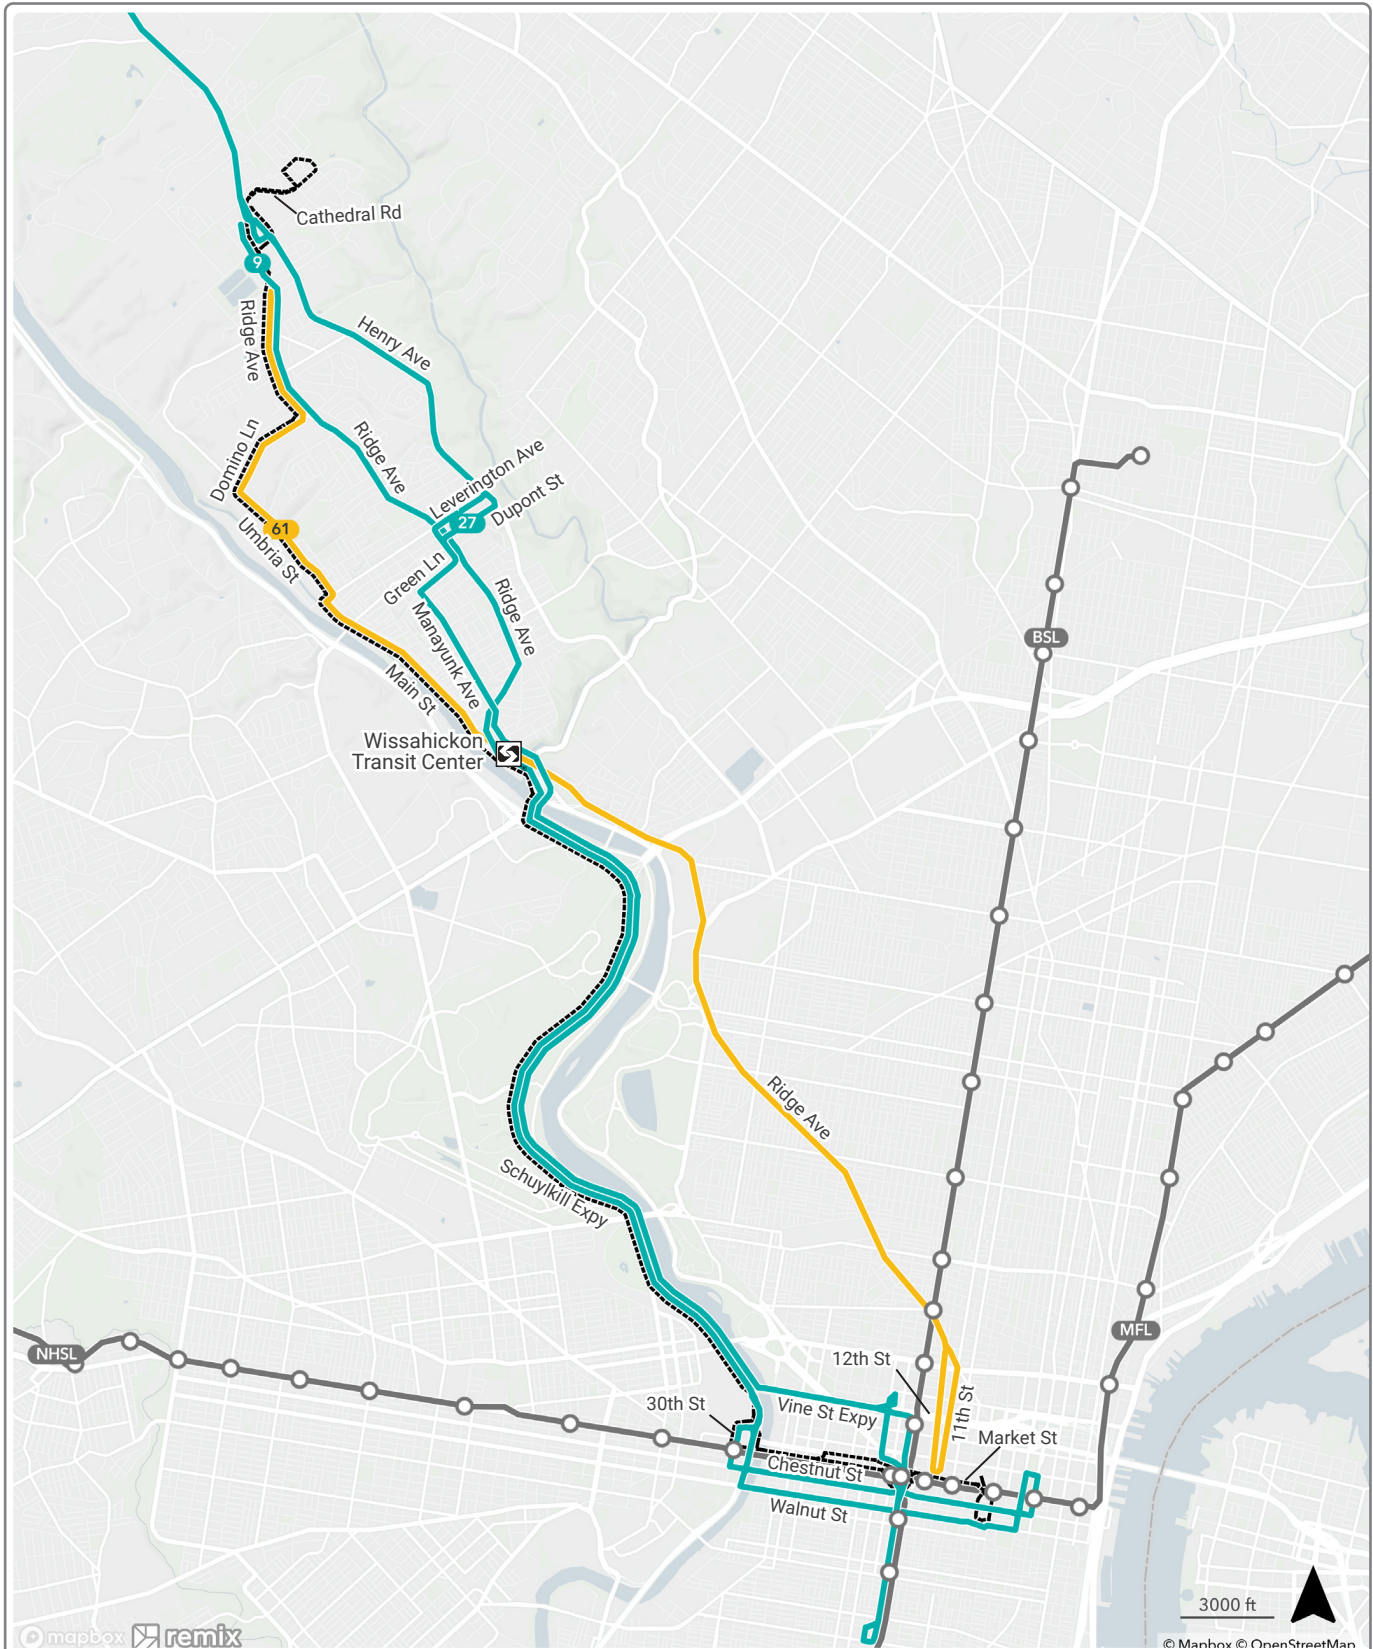 Cathedral Rd
9
Ridge Ave
Henry Ave
Domino Ln
Ridge Ave
Leverington Ave
Dupont St
27
61
Umbria St
Green Ln
Ridge Ave
Manayunk Ave
BSL
Main St
Wissahickon
Transit Center
Ridge Ave
Schuylkill Expy
MFL
NHSL
12th St
30th St
Vine St Expy
11th St
Market St
Chestnut St
Walnut St
3000 ft
mapbox remix
© Mapbox © OpenStreetMap